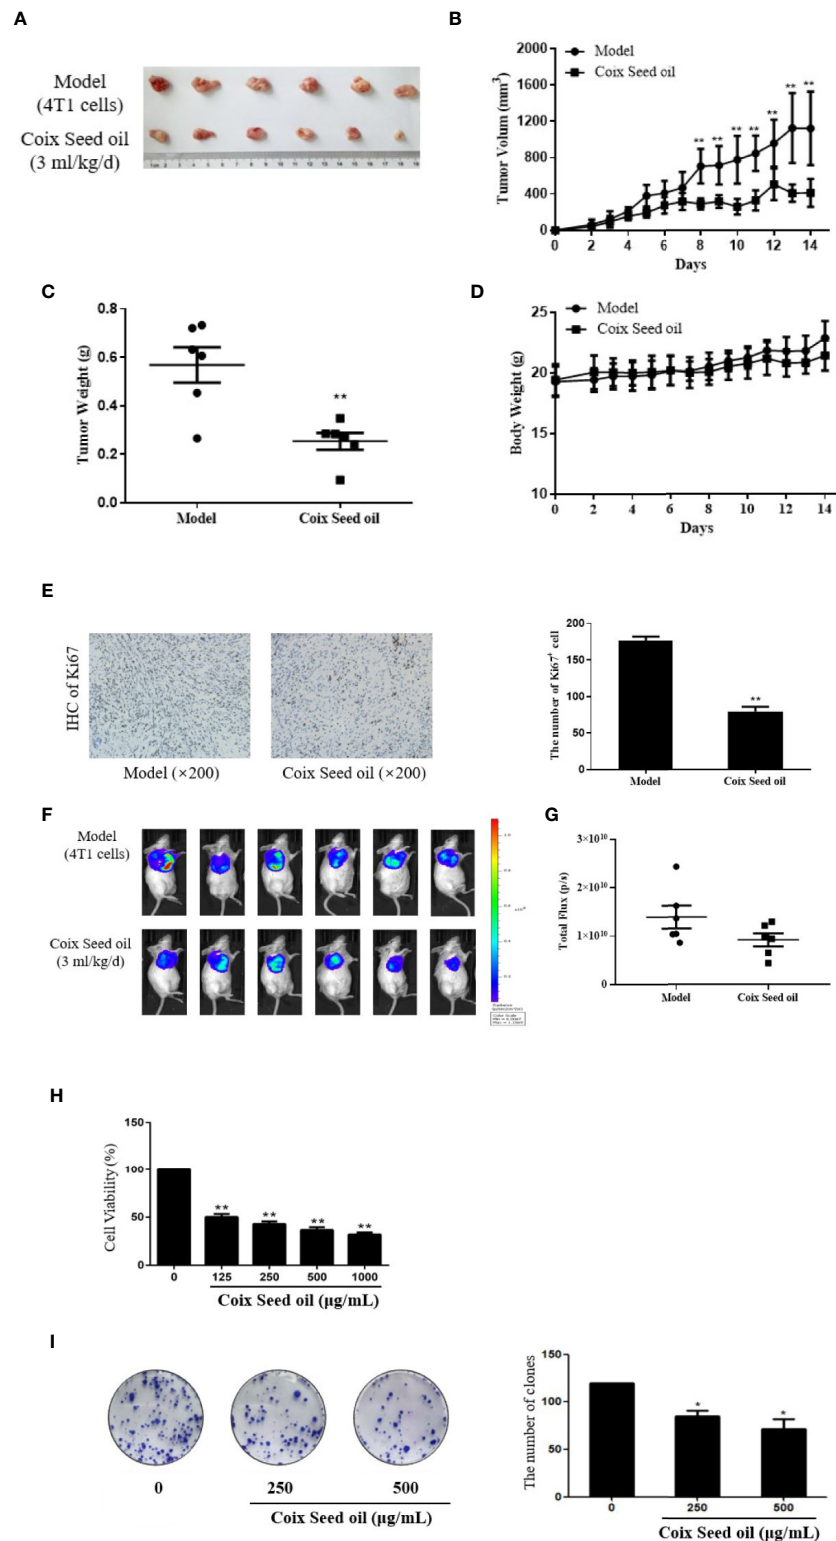 A
Model
(4T1 cells)
Coix Seed oil
(3 ml/kg/d)
B
Model
Coix Seed oil
2000
1600
1200
800
400
0
Tumor Volum (mm3)
** ** ** ** ** ** **
0 2 4 6 8 10 12 14
Days
C
0.8
0.6
0.4
0.2
0.0
Tumor Weight (g)
**
Model Coix Seed oil
D
Model
Coix Seed oil
25
20
15
10
Body Weight (g)
0 2 4 6 8 10 12 14
Days
E
IHC of Ki67
Model (×200) Coix Seed oil (×200)
200
150
100
50
0
The number of Ki67+ cell
**
Model Coix Seed oil
F
Model
(4T1 cells)
Coix Seed oil
(3 ml/kg/d)
G
3×10¹⁰
2×10¹⁰
1×10¹⁰
0
Total Flux (p/s)
Model Coix Seed oil
H
150
100
50
0
Cell Viability (%)
** ** ** **
0 125 250 500 1000
Coix Seed oil (μg/mL)
I
0 250 500
Coix Seed oil (μg/mL)
150
100
50
0
The number of clones
* *
0 250 500
Coix Seed oil (μg/mL)